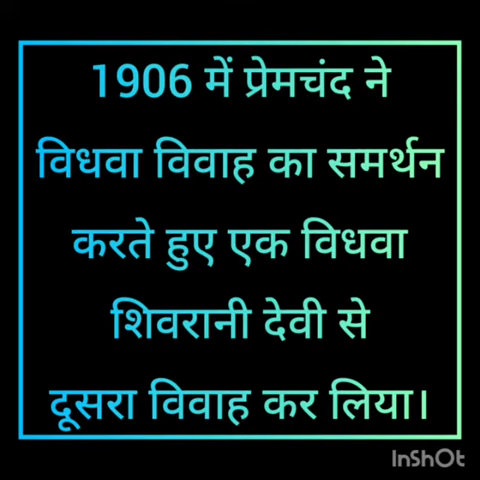 1906 में प्रेमचंद ने
विधवा विवाह का समर्थन
करते हुए एक विधवा
शिवरानी देवी से
दूसरा विवाह कर लिया।
InShOt